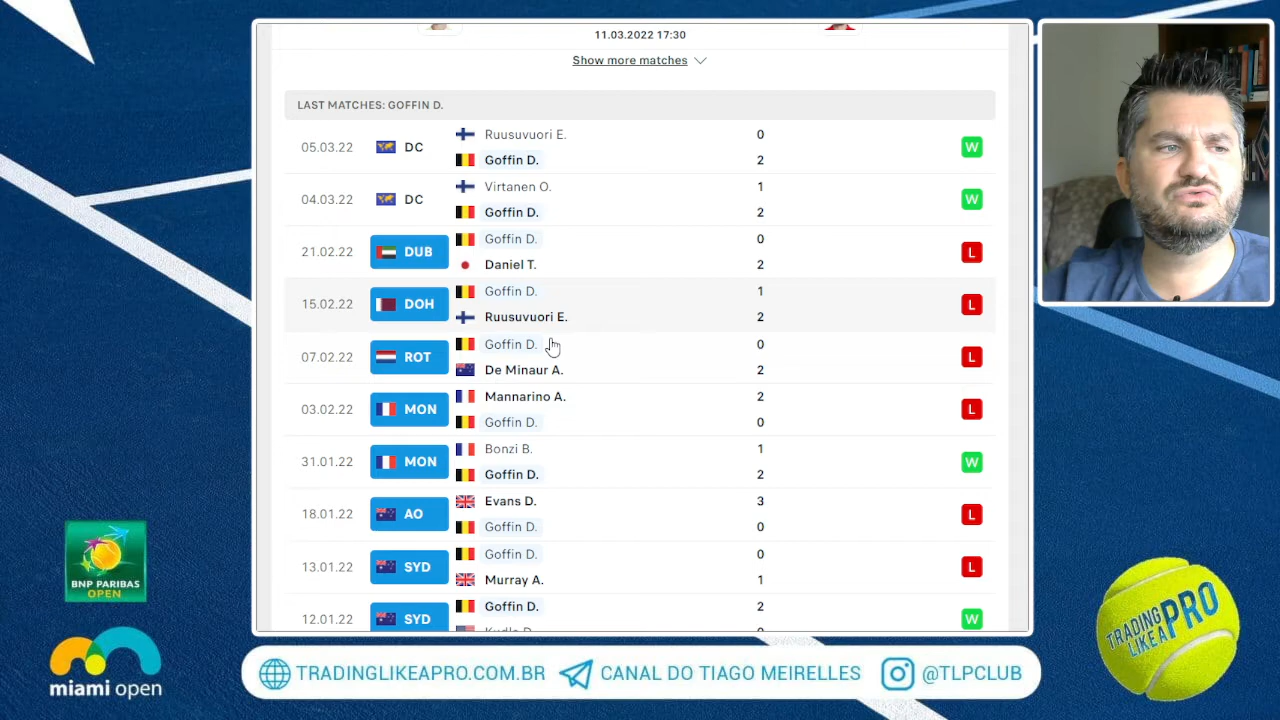 11.03.2022 17:30
Show more matches
LAST MATCHES: GOFFIN D.
05.03.22 DC Ruusuvuori E. 0
Goffin D. 2 W
04.03.22 DC Virtanen O. 1
Goffin D. 2 W
21.02.22 DUB Goffin D. 0
Daniel T. 2 L
15.02.22 DOH Goffin D. 1
Ruusuvuori E. 2 L
07.02.22 ROT Goffin D. 0
De Minaur A. 2 L
03.02.22 MON Mannarino A. 2
Goffin D. 0 L
31.01.22 MON Bonzi B. 1
Goffin D. 2 W
18.01.22 AO Evans D. 3
Goffin D. 0 L
13.01.22 SYD Goffin D. 0
Murray A. 1 L
12.01.22 SYD Goffin D. 2 W
BNP PARIBAS
OPEN
miami open
TRADING
LIKE A PRO
TRADINGLIKEAPRO.COM.BR CANAL DO TIAGO MEIRELLES @TLPCLUB